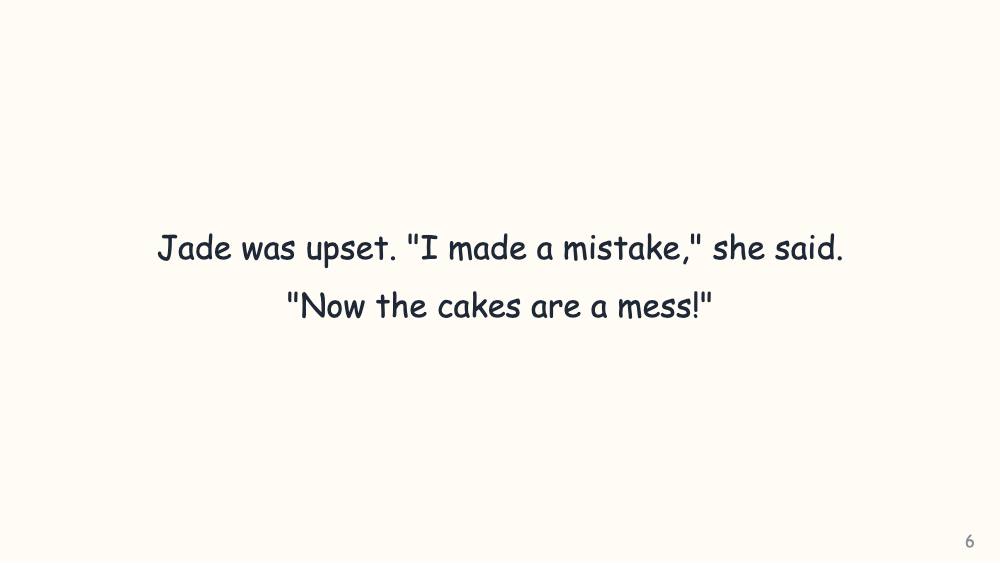 Jade was upset. "I made a mistake," she said.
"Now the cakes are a mess!"
6